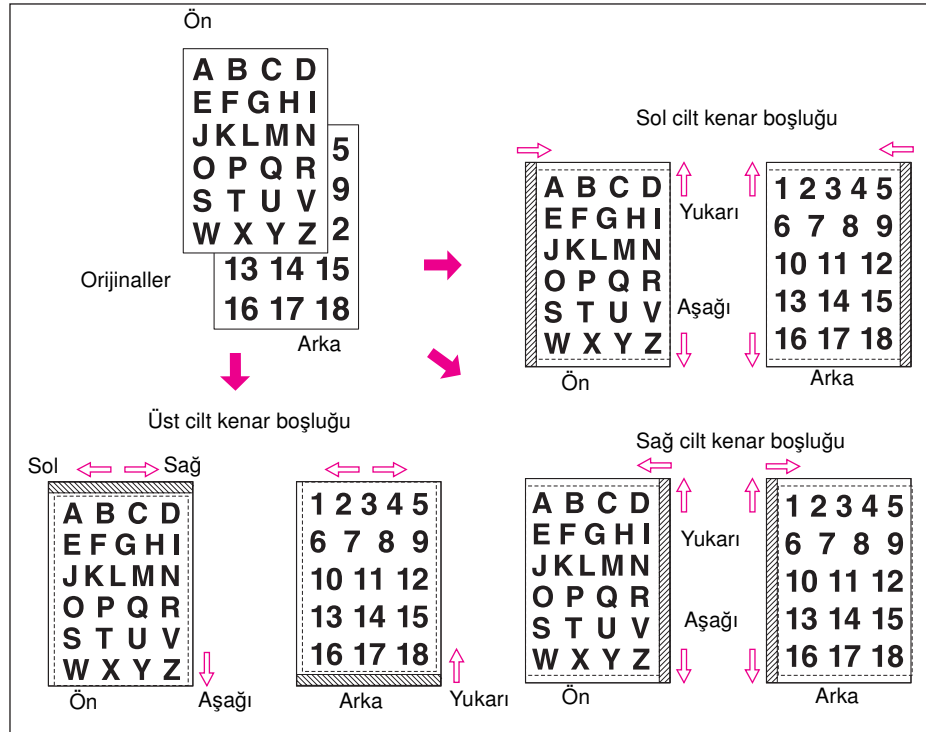 Ön
A B C D
E F G H I
J K L M N
O P Q R
S T U V
W X Y Z
5
9
2
13 14 15
16 17 18
Orijinaller
Arka
Sol cilt kenar boşluğu
A B C D
E F G H I
J K L M N
O P Q R
S T U V
W X Y Z
Ön
Yukarı
Aşağı
1 2 3 4 5
6 7 8 9
10 11 12
13 14 15
16 17 18
Arka
Üst cilt kenar boşluğu
Sol
Sağ
A B C D
E F G H I
J K L M N
O P Q R
S T U V
W X Y Z
Ön
Aşağı
1 2 3 4 5
6 7 8 9
10 11 12
13 14 15
16 17 18
Arka
Yukarı
Sağ cilt kenar boşluğu
A B C D
E F G H I
J K L M N
O P Q R
S T U V
W X Y Z
Ön
Yukarı
Aşağı
1 2 3 4 5
6 7 8 9
10 11 12
13 14 15
16 17 18
Arka